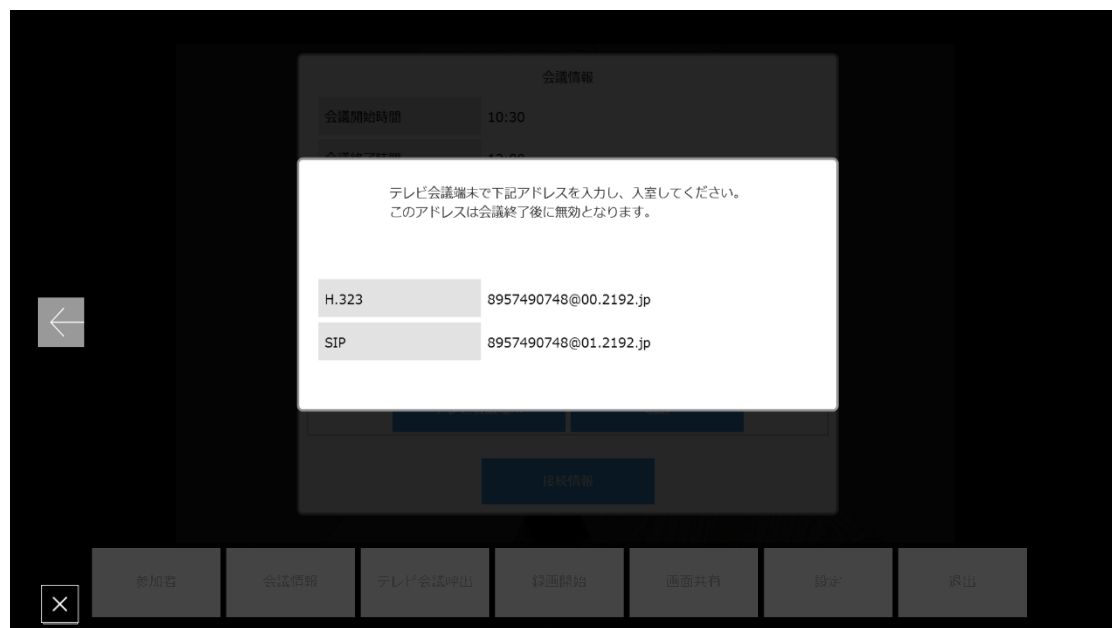 会議情報
会議開始時間 10:30
テレビ会議端末で下記アドレスを入力し、入室してください。
このアドレスは会議終了後に無効となります。
H.323 8957490748@00.2192.jp
SIP 8957490748@01.2192.jp
接続情報
参加者 会議情報 テレビ会議呼出 録画開始 画面共有 設定 退出